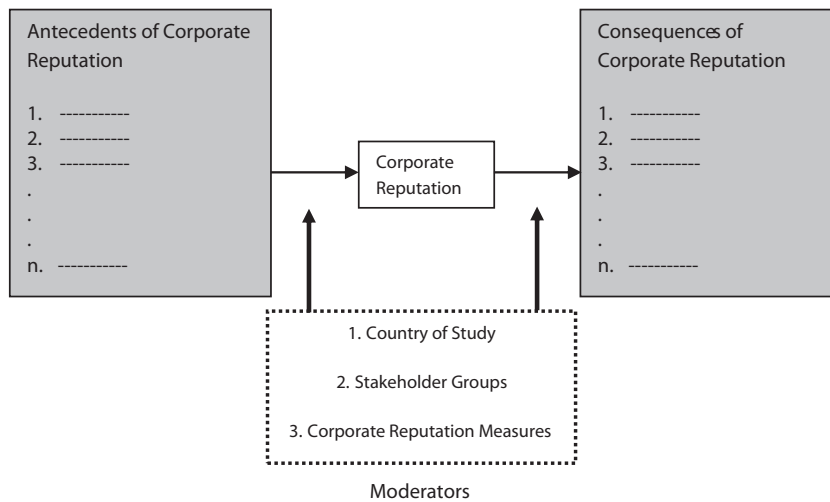 Antecedents of Corporate
Reputation
1. -----------
2. -----------
3. -----------
.
.
.
n. -----------
Corporate
Reputation
Consequences of
Corporate Reputation
1. -----------
2. -----------
3. -----------
.
.
.
n. -----------
1. Country of Study
2. Stakeholder Groups
3. Corporate Reputation Measures
Moderators